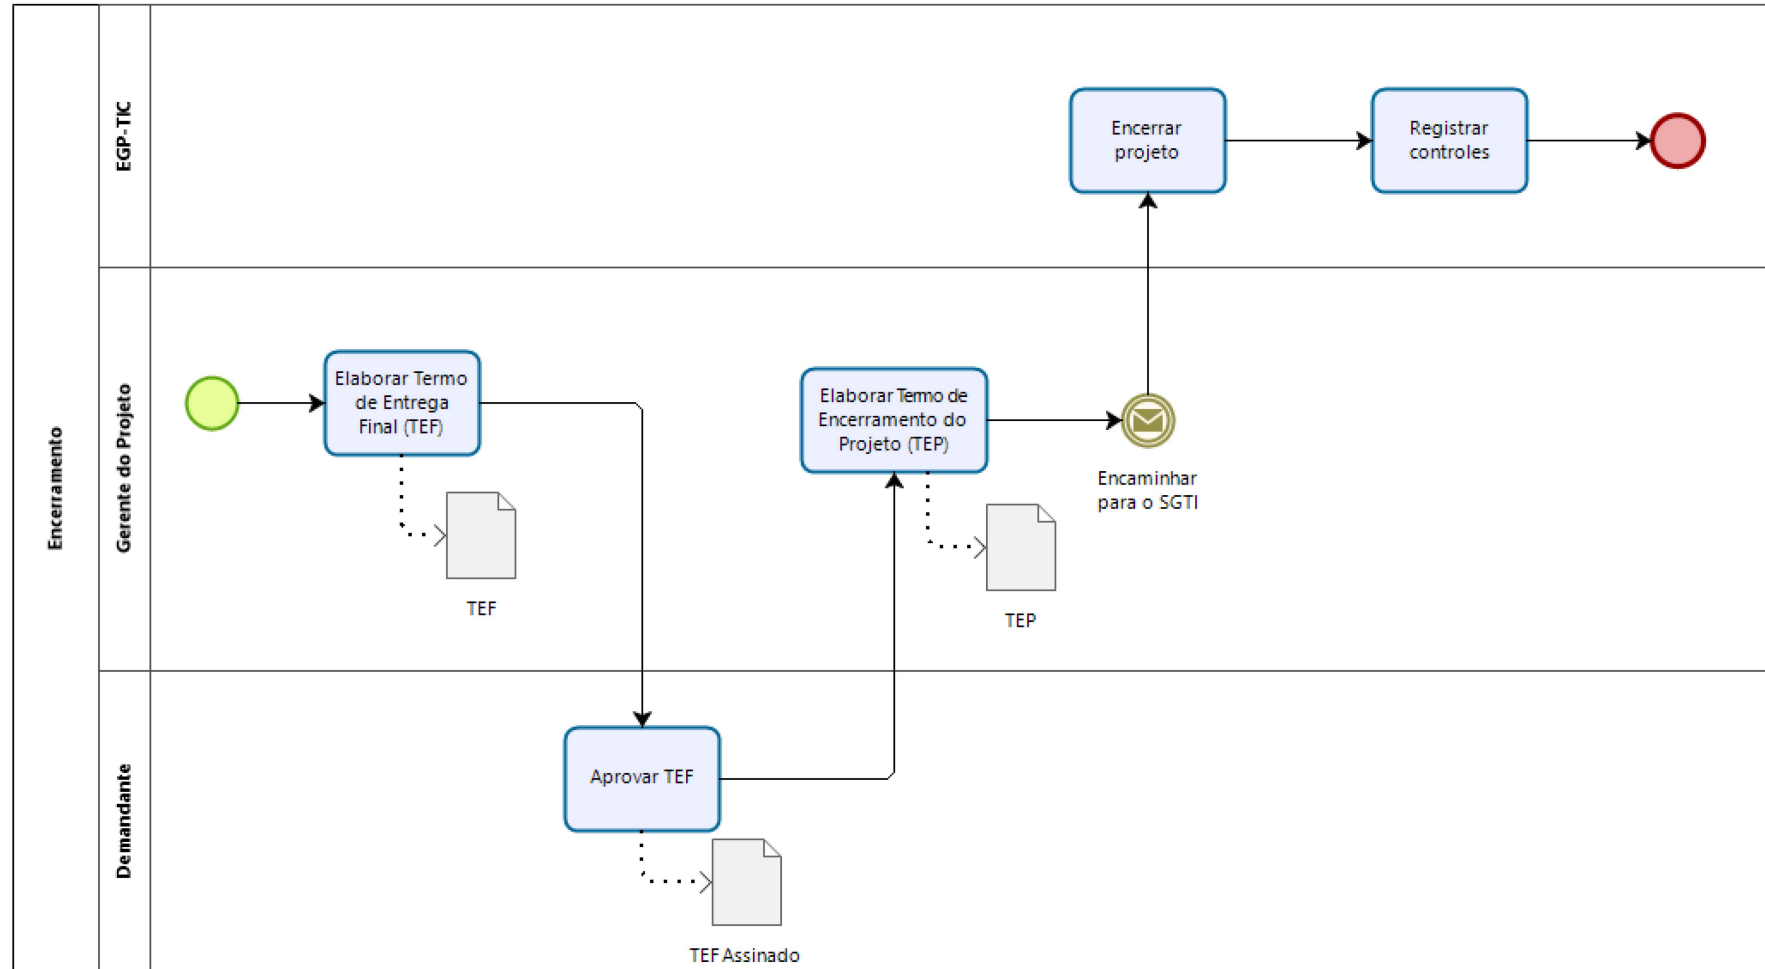 Encerramento
EGP-TIC
Encerrar
projeto
Registrar
controles
Gerente do Projeto
Elaborar Termo
de Entrega
Final (TEF)
TEF
Elaborar Termo de
Encerramento do
Projeto (TEP)
TEP
Encaminhar
para o SGTI
Demandante
Aprovar TEF
TEF Assinado